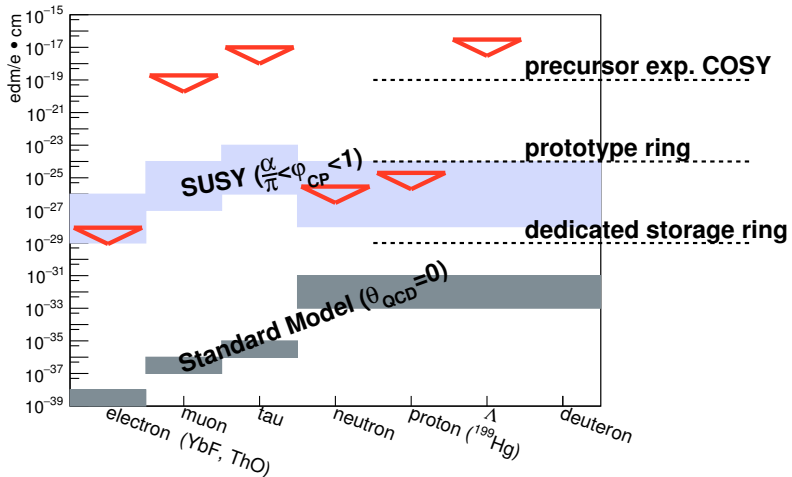 edm/e • cm
10⁻¹⁵
10⁻¹⁷
10⁻¹⁹
10⁻²¹
10⁻²³
10⁻²⁵
10⁻²⁷
10⁻²⁹
10⁻³¹
10⁻³³
10⁻³⁵
10⁻³⁷
10⁻³⁹
precursor exp. COSY
prototype ring
SUSY (α/π<φ_CP<1)
dedicated storage ring
Standard Model (θ_QCD=0)
electron (YbF, ThO)
muon
tau
neutron
proton (¹⁹⁹Hg)
Λ
deuteron